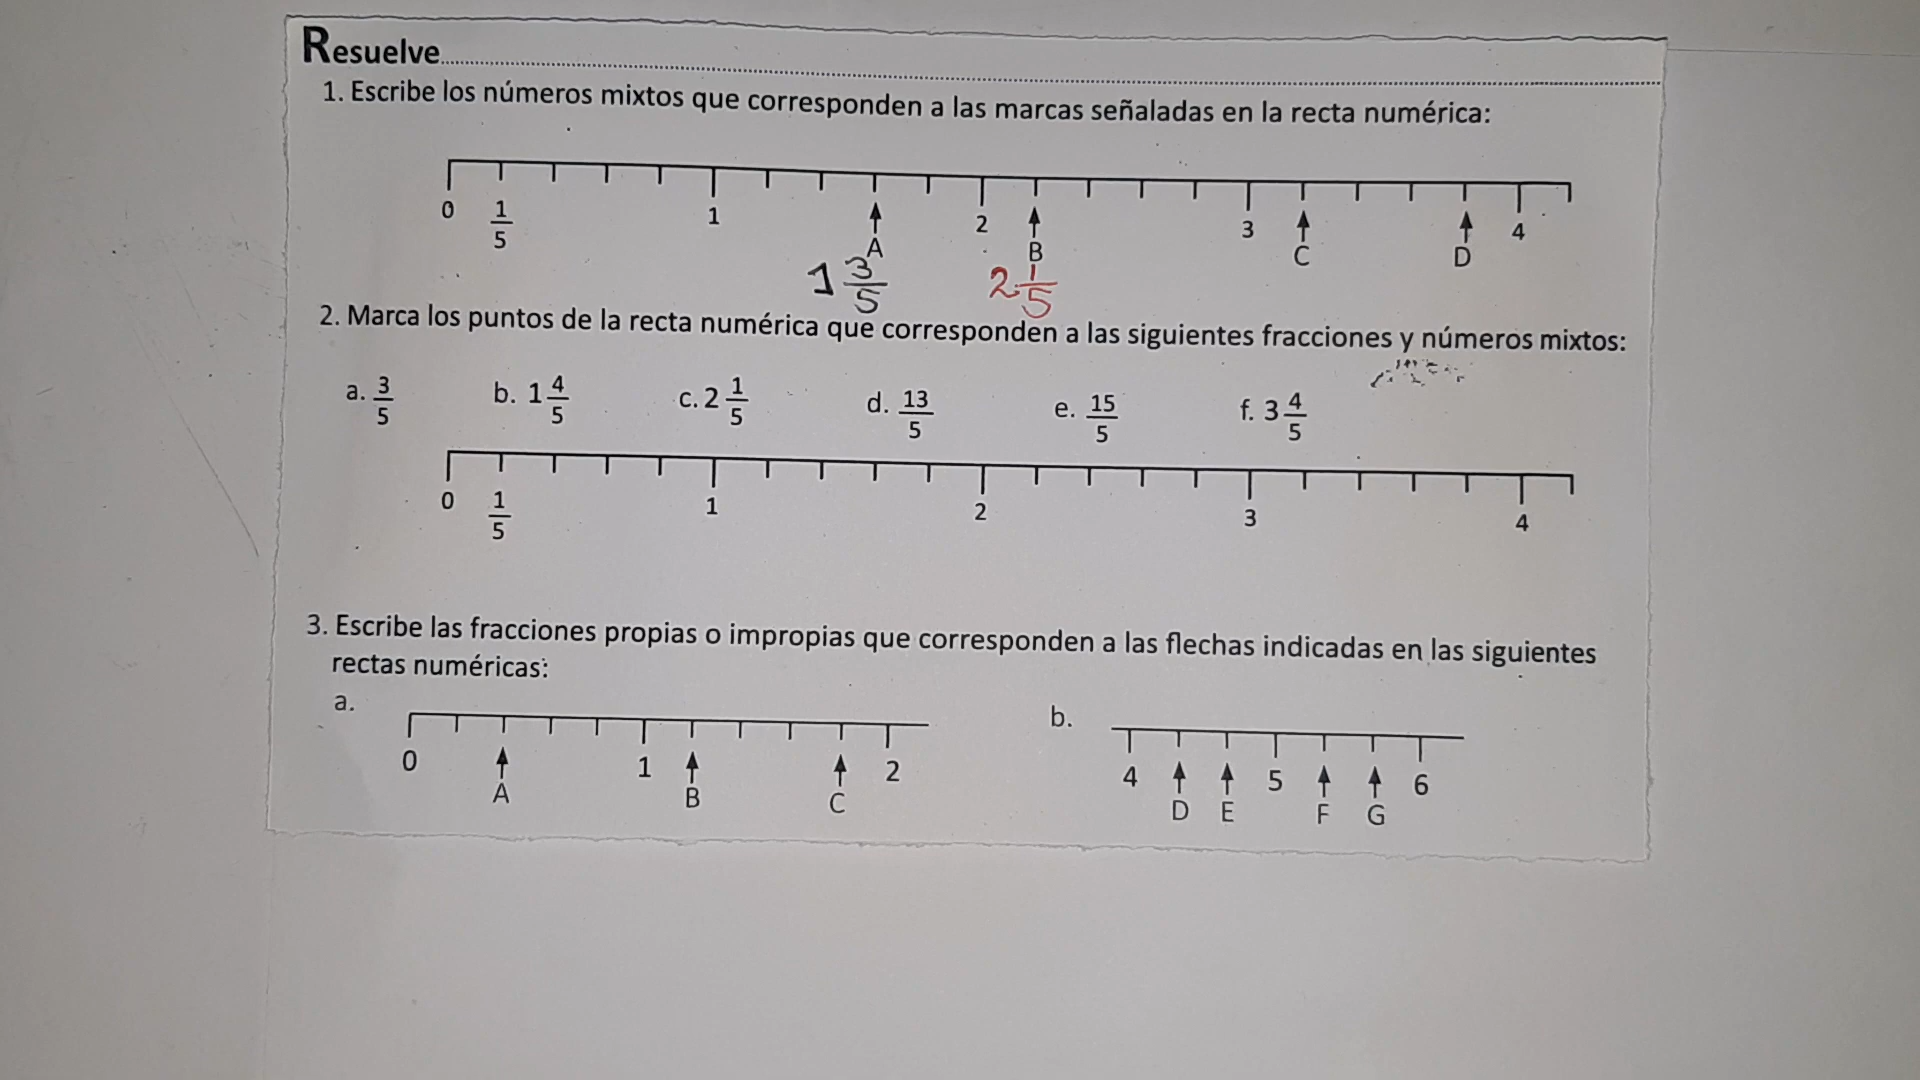 Resuelve
1. Escribe los números mixtos que corresponden a las marcas señaladas en la recta numérica:
0 1/5 1 2 3 4
A B C D
1 3/5 2 1/5
2. Marca los puntos de la recta numérica que corresponden a las siguientes fracciones y números mixtos:
a. 3/5 b. 1 4/5 c. 2 1/5 d. 13/5 e. 15/5 f. 3 4/5
0 1/5 1 2 3 4
3. Escribe las fracciones propias o impropias que corresponden a las flechas indicadas en las siguientes
rectas numéricas:
a.
0 1 2
A B C
b.
4 5 6
D E F G